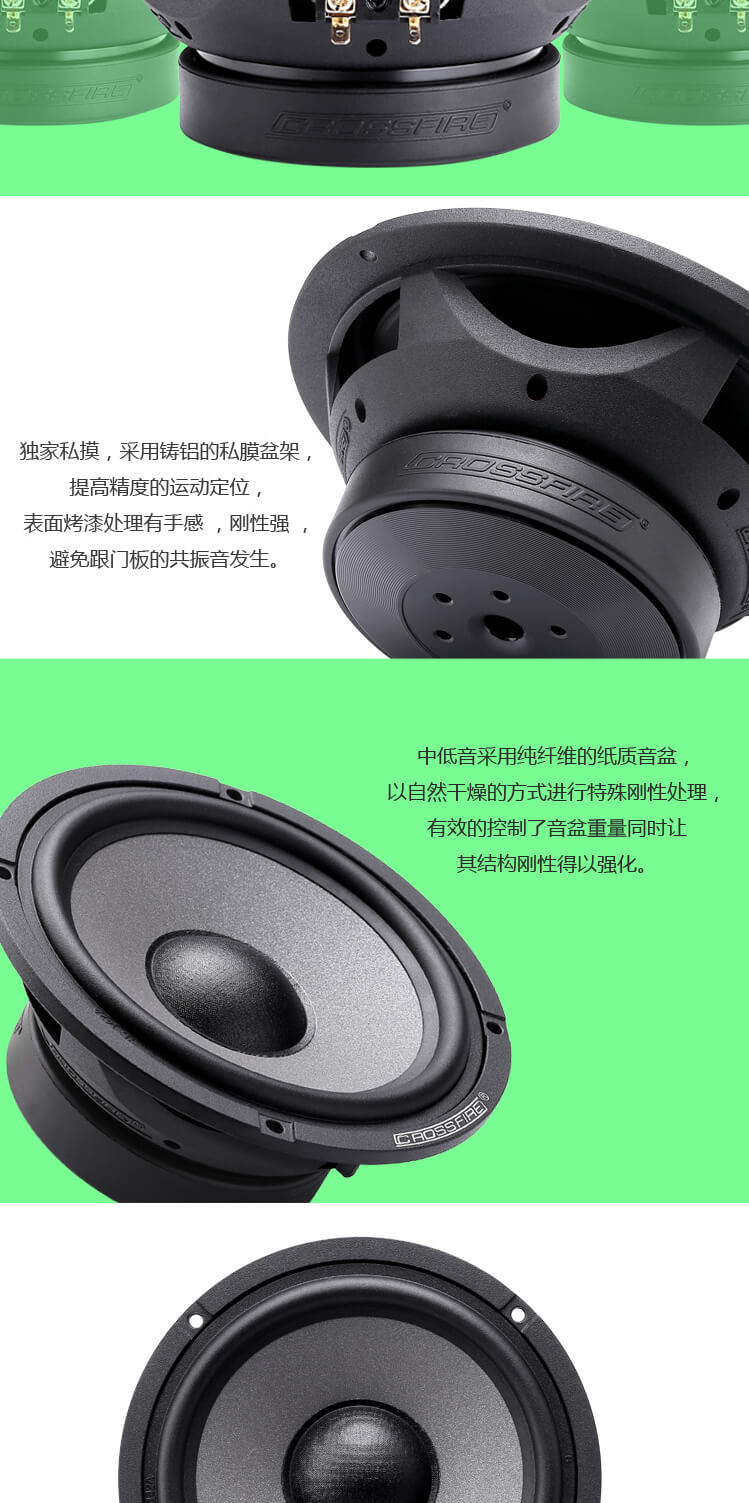 CROSSFIRE®
独家私摸，采用铸铝的私膜盆架，
CROSSFIRE®
提高精度的运动定位，
表面烤漆处理有手感 ，刚性强 ，
避免跟门板的共振音发生。
中低音采用纯纤维的纸质音盆，
以自然干燥的方式进行特殊刚性处理，
有效的控制了音盆重量同时让
其结构刚性得以强化。
CROSSFIRE
CROSSFIRE®